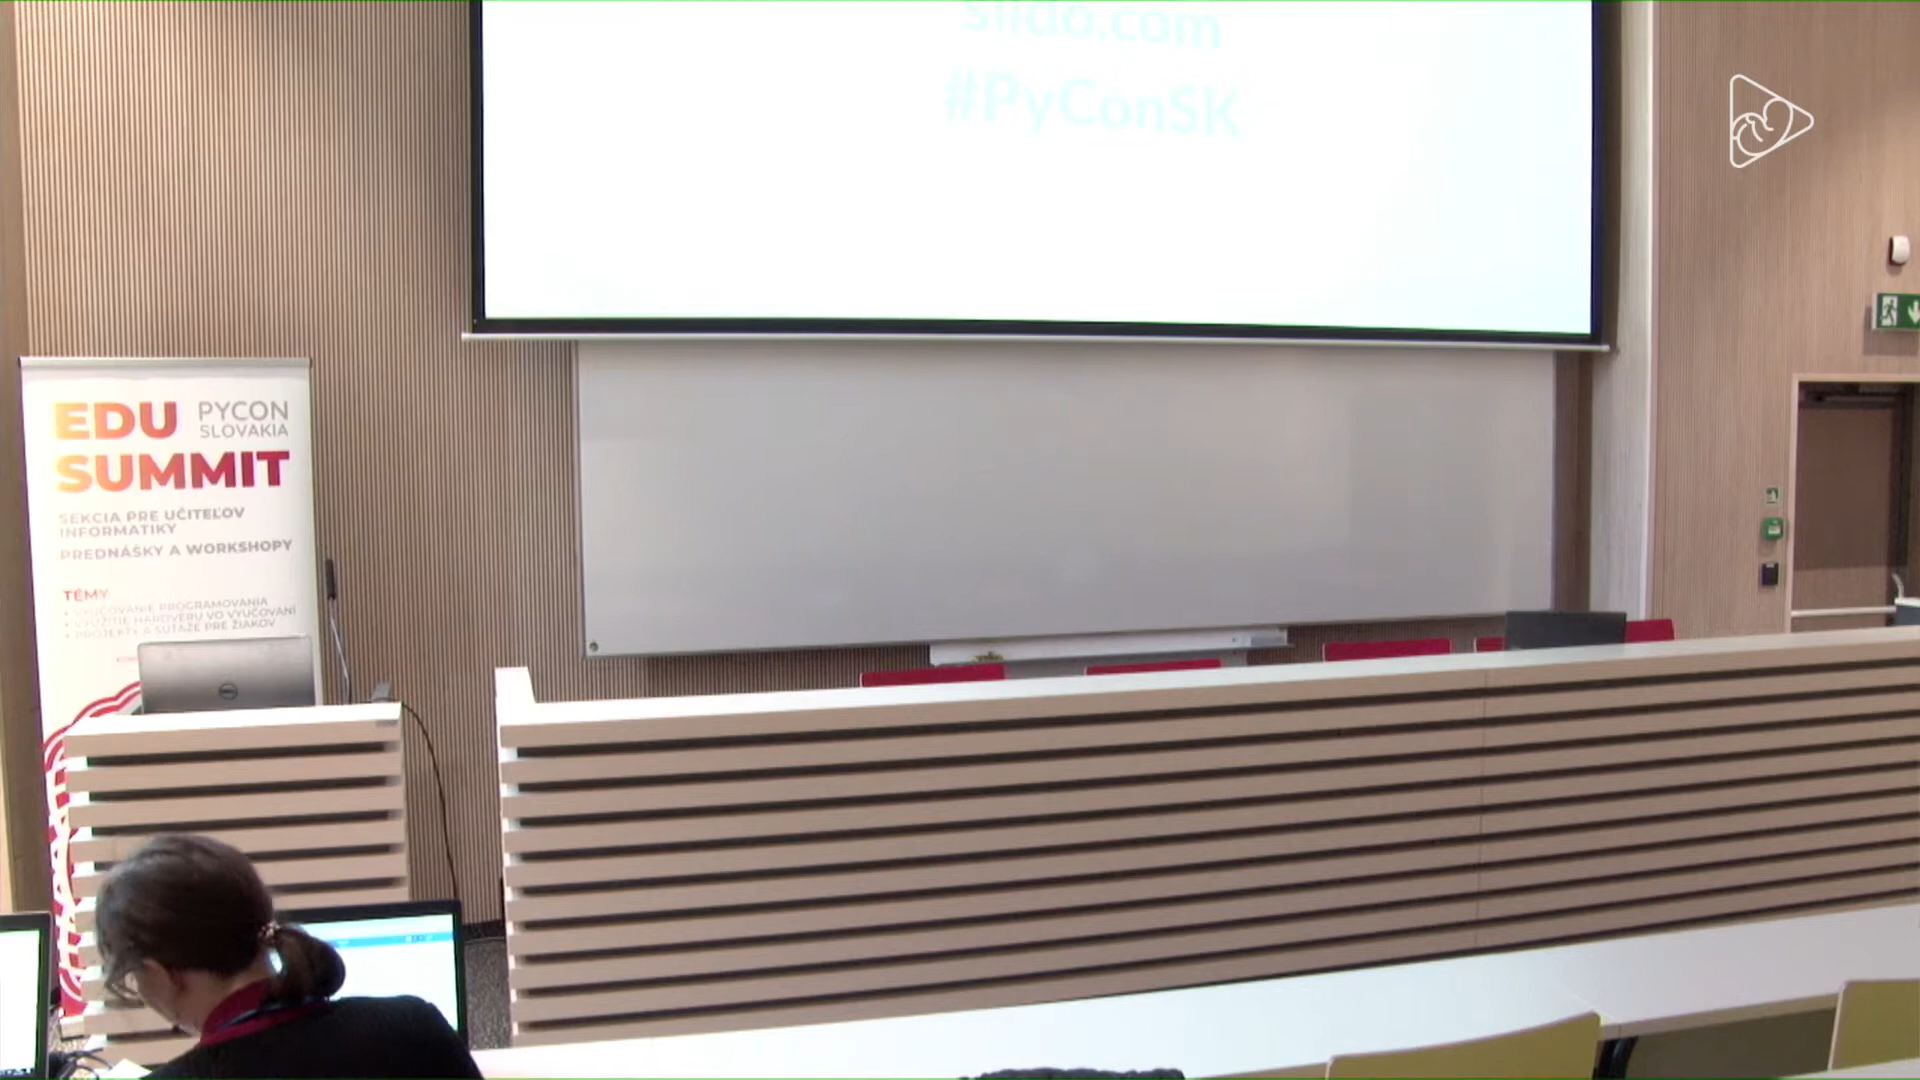 slido.com
#PyConSK
EDU PYCON
SLOVAKIA
SUMMIT
SEKCIA PRE UČITEĽOV
INFORMATIKY
PREDNÁŠKY A WORKSHOPY
TÉMY
• VYUČOVANIE PROGRAMOVANIA
• VYUŽITIE HARDVÉRU VO VYUČOVANÍ
• PROJEKTY A SÚŤAŽE PRE ŽIAKOV
DELL